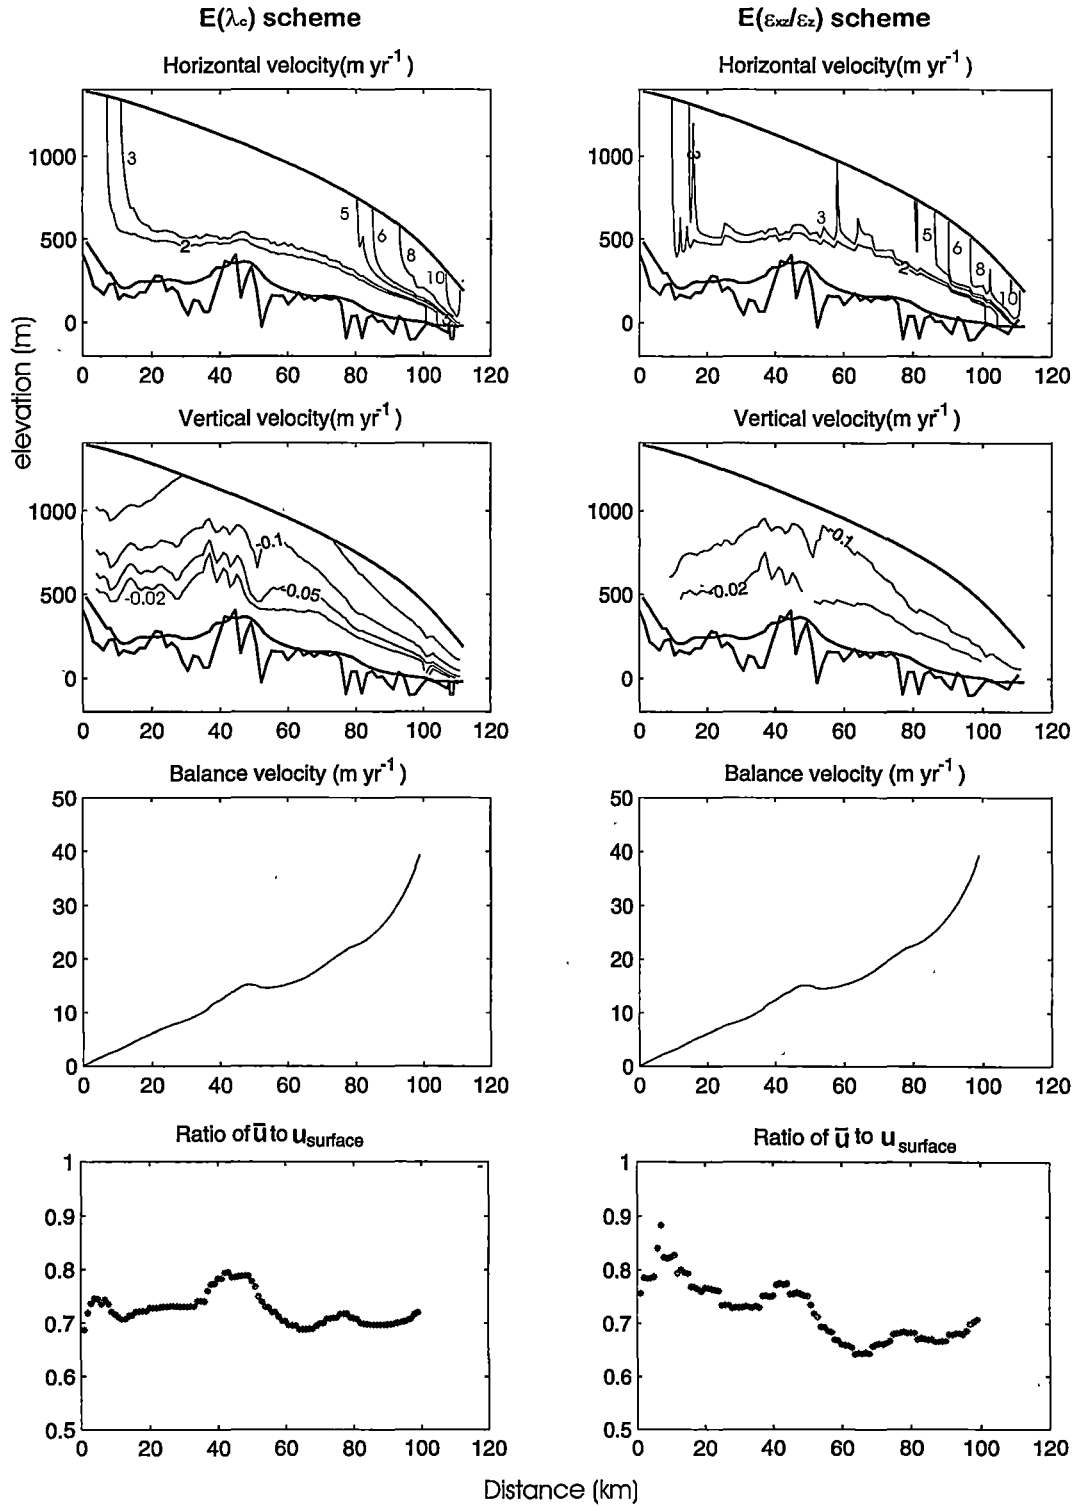 E(λc) scheme
E(εxz/εz) scheme
Horizontal velocity(m yr-1 )
Horizontal velocity(m yr-1 )
1000
500
0
3
2
5
6
8
10
0 20 40 60 80 100 120
1000
500
0
3
3
2
5
6
8
10
0 20 40 60 80 100 120
elevation (m)
Vertical velocity(m yr-1 )
Vertical velocity(m yr-1 )
1000
500
0
-0.1
-0.05
-0.02
0 20 40 60 80 100 120
1000
500
0
-0.1
-0.02
0 20 40 60 80 100 120
Balance velocity (m yr-1 )
Balance velocity (m yr-1 )
50
40
30
20
10
0
0 20 40 60 80 100 120
50
40
30
20
10
0
0 20 40 60 80 100 120
Ratio of ū to usurface
Ratio of ū to usurface
1
0.9
0.8
0.7
0.6
0.5
0 20 40 60 80 100 120
1
0.9
0.8
0.7
0.6
0.5
0 20 40 60 80 100 120
Distance (km)